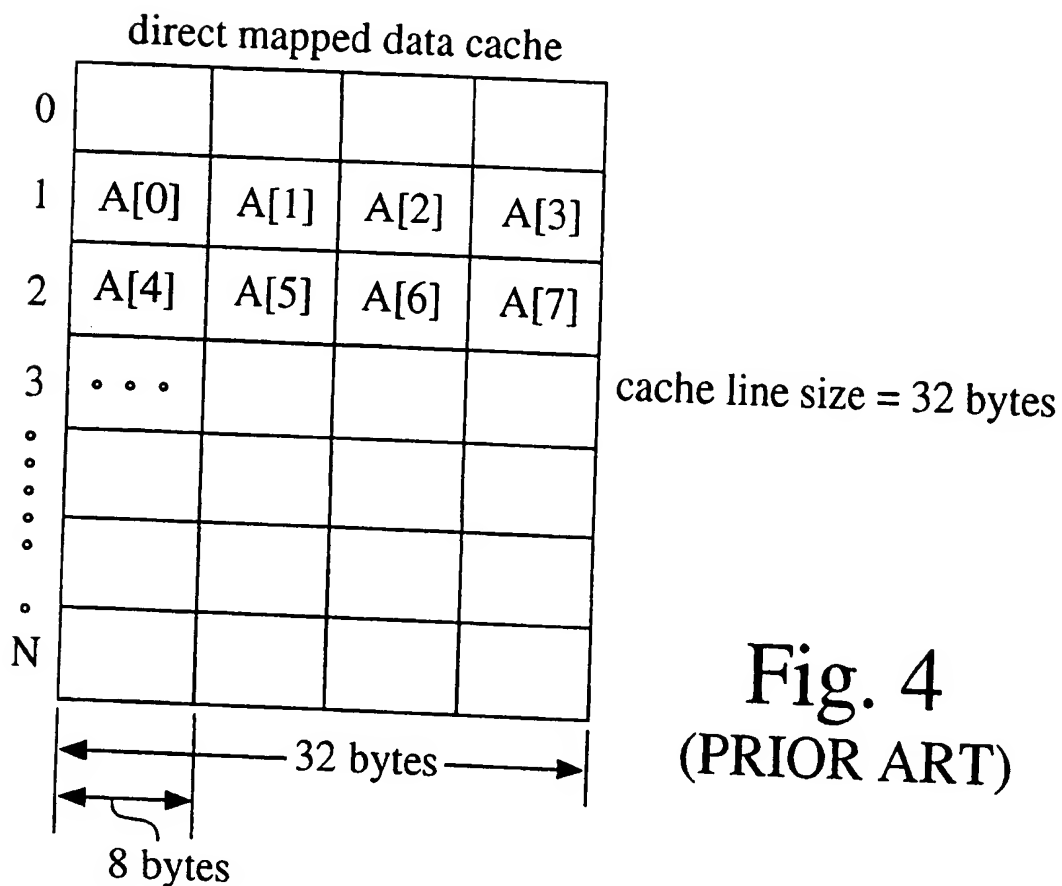 direct mapped data cache
0
1 A[0] A[1] A[2] A[3]
2 A[4] A[5] A[6] A[7]
3 ∘ ∘ ∘
cache line size = 32 bytes
N
32 bytes
8 bytes
Fig. 4
(PRIOR ART)